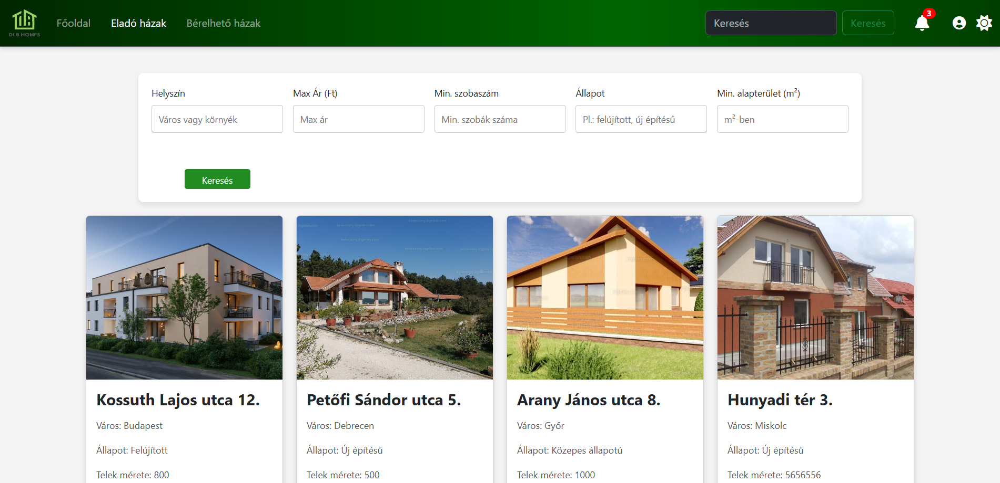 DLB HOMES
Főoldal
Eladó házak
Bérelhető házak
Keresés
Keresés
3
Helyszín
Max Ár (Ft)
Min. szobaszám
Állapot
Min. alapterület (m²)
Város vagy környék
Max ár
Min. szobák száma
Pl.: felújított, új építésű
m²-ben
Keresés
Kossuth Lajos utca 12.
Város: Budapest
Állapot: Felújított
Telek mérete: 800
Petőfi Sándor utca 5.
Város: Debrecen
Állapot: Új építésű
Telek mérete: 500
Arany János utca 8.
Város: Győr
Állapot: Közepes állapotú
Telek mérete: 1000
Hunyadi tér 3.
Város: Miskolc
Állapot: Új építésű
Telek mérete: 5656556